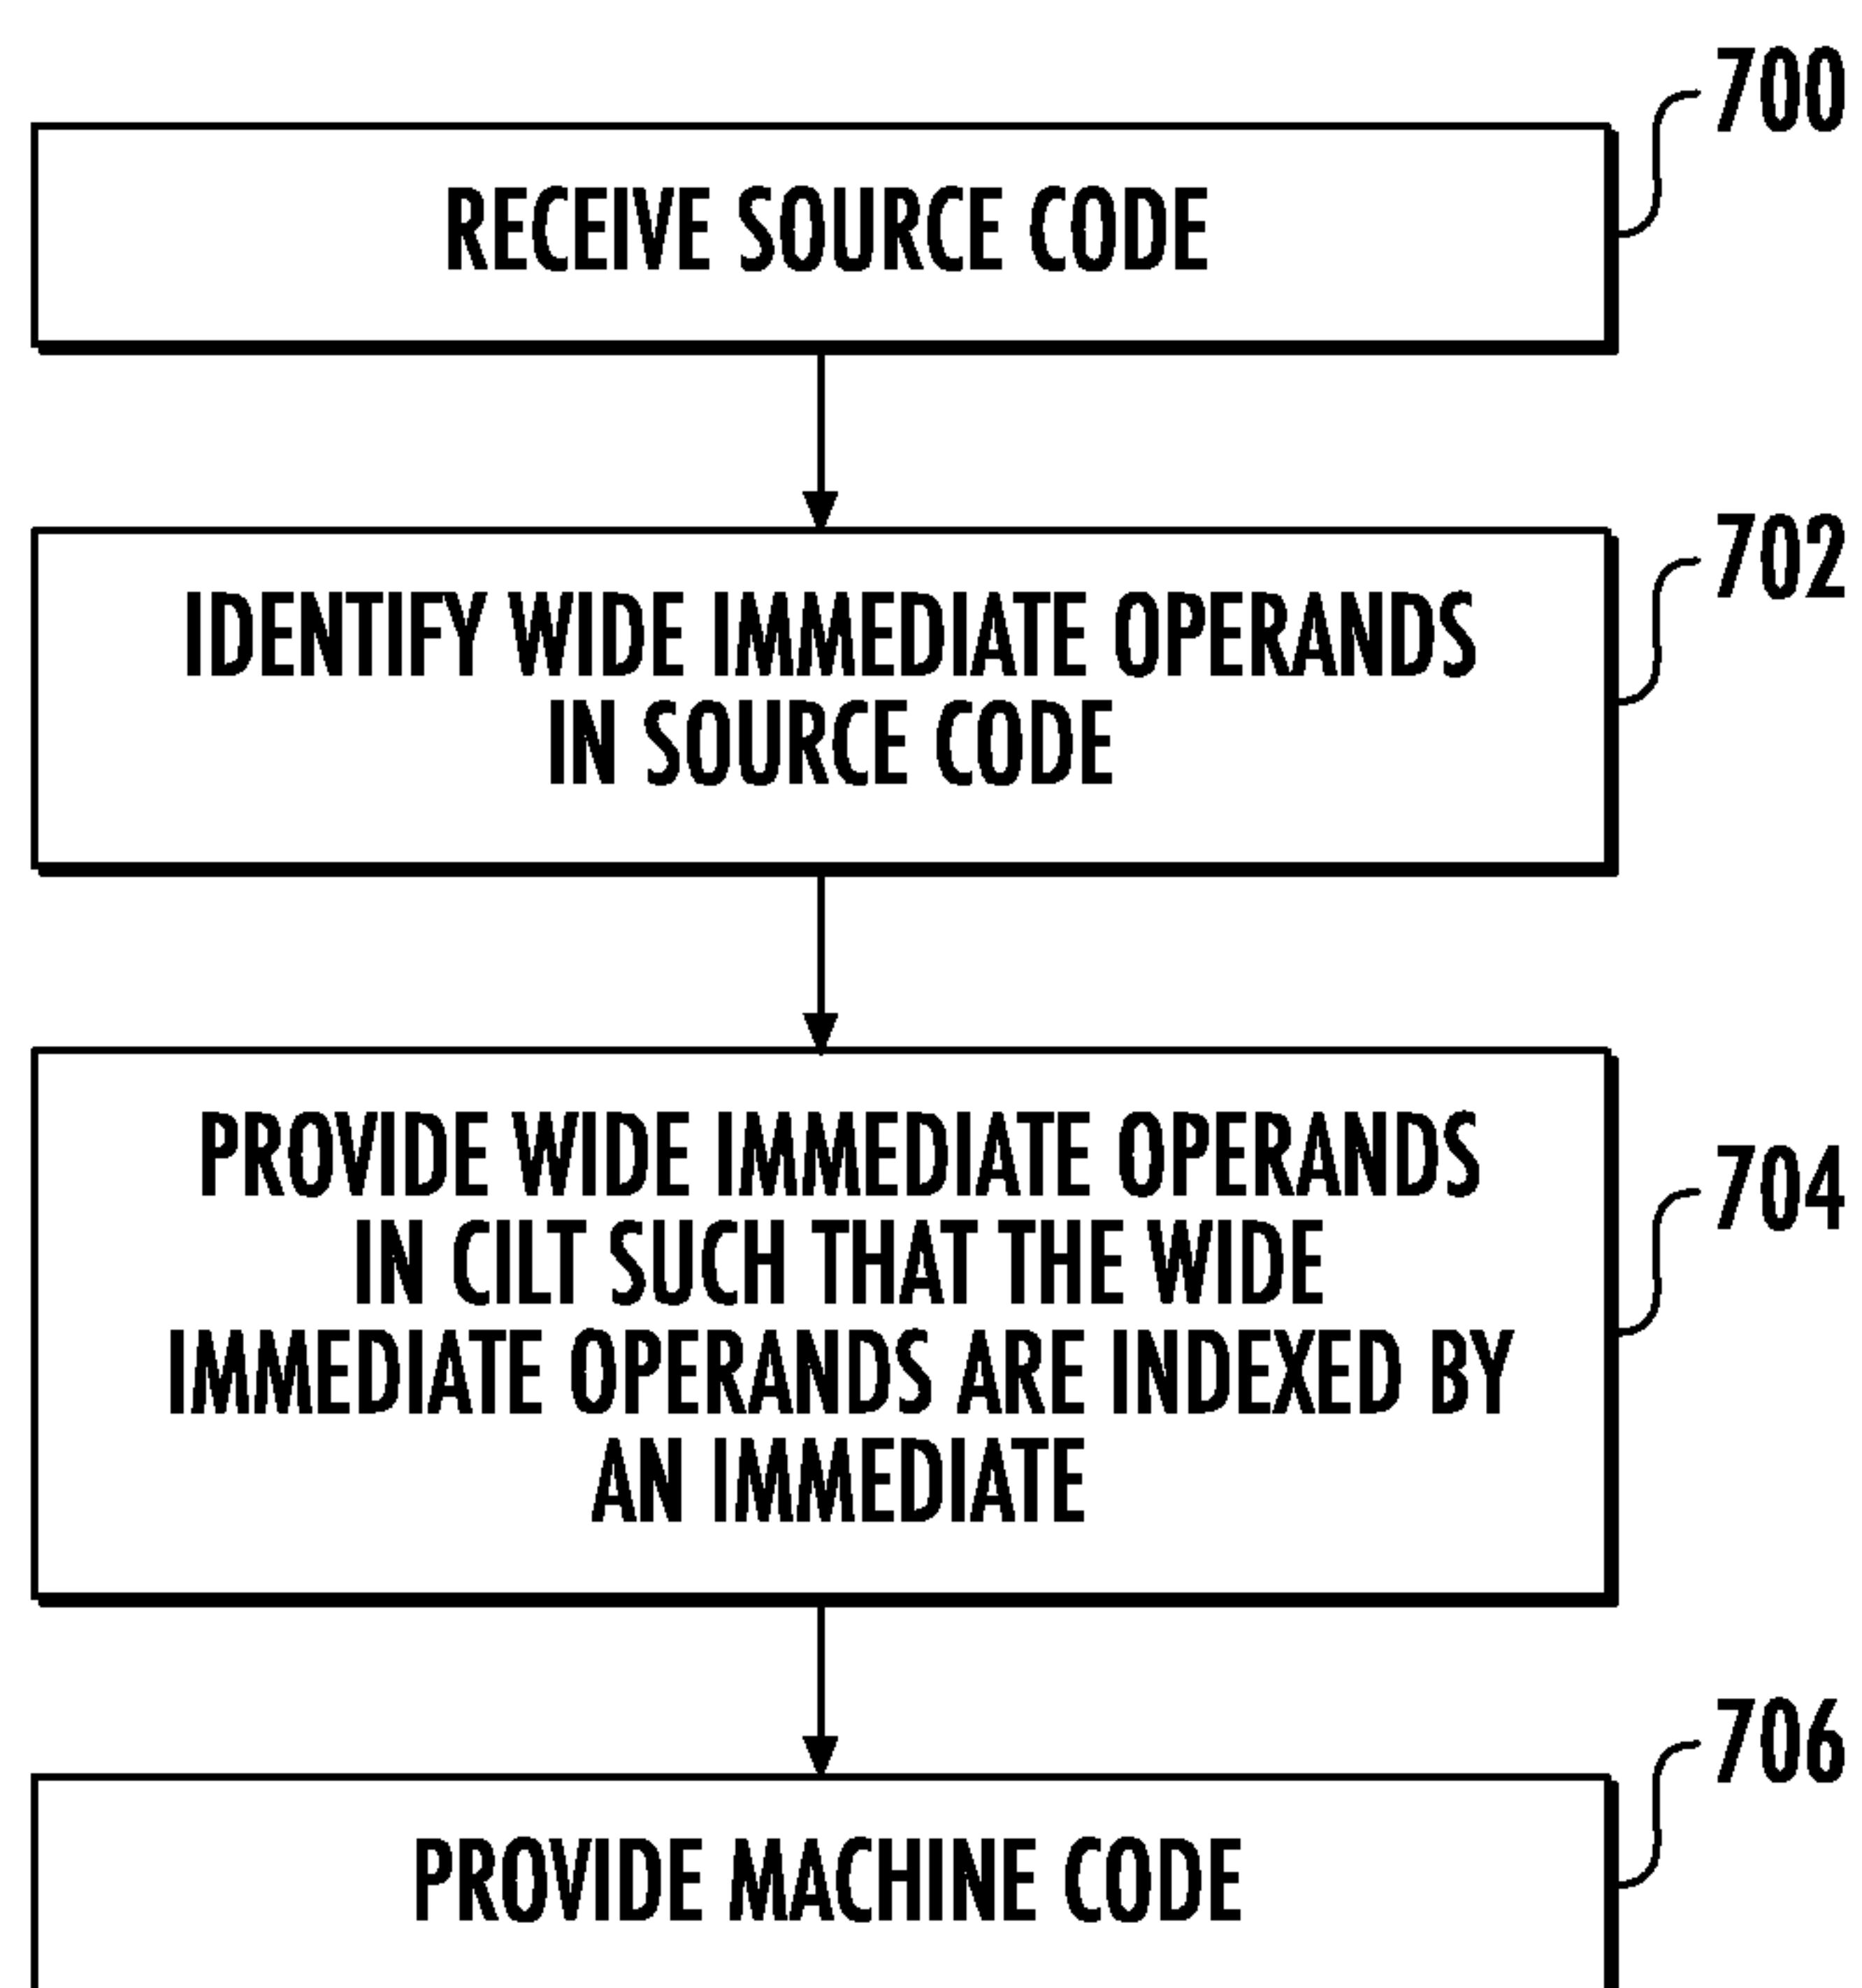 700
RECEIVE SOURCE CODE
702
IDENTIFY WIDE IMMEDIATE OPERANDS
IN SOURCE CODE
PROVIDE WIDE IMMEDIATE OPERANDS
704
IN CILT SUCH THAT THE WIDE
IMMEDIATE OPERANDS ARE INDEXED BY
AN IMMEDIATE
706
PROVIDE MACHINE CODE